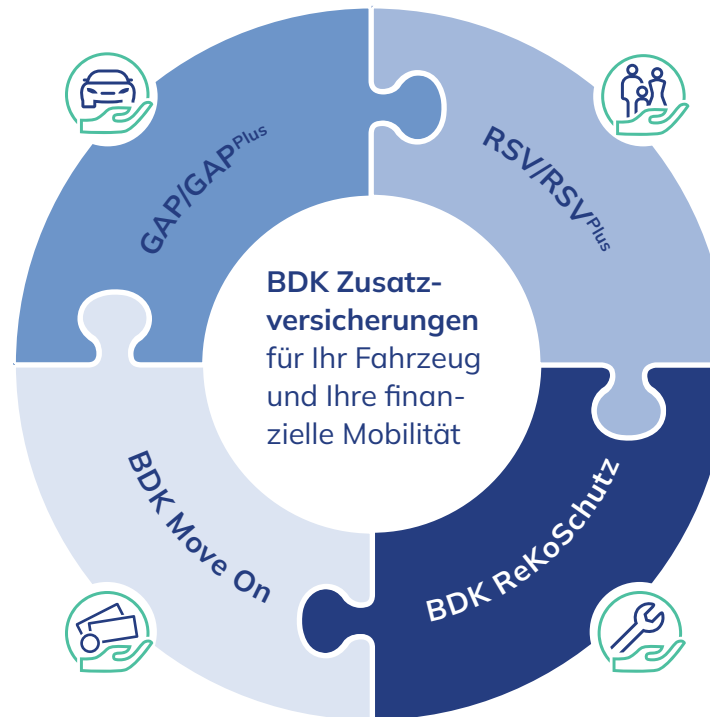 GAP/GAPPlus
RSV/RSVPlus
BDK Zusatz-
versicherungen
für Ihr Fahrzeug
und Ihre finan-
zielle Mobilität
BDK Move On
BDK ReKoSchutz